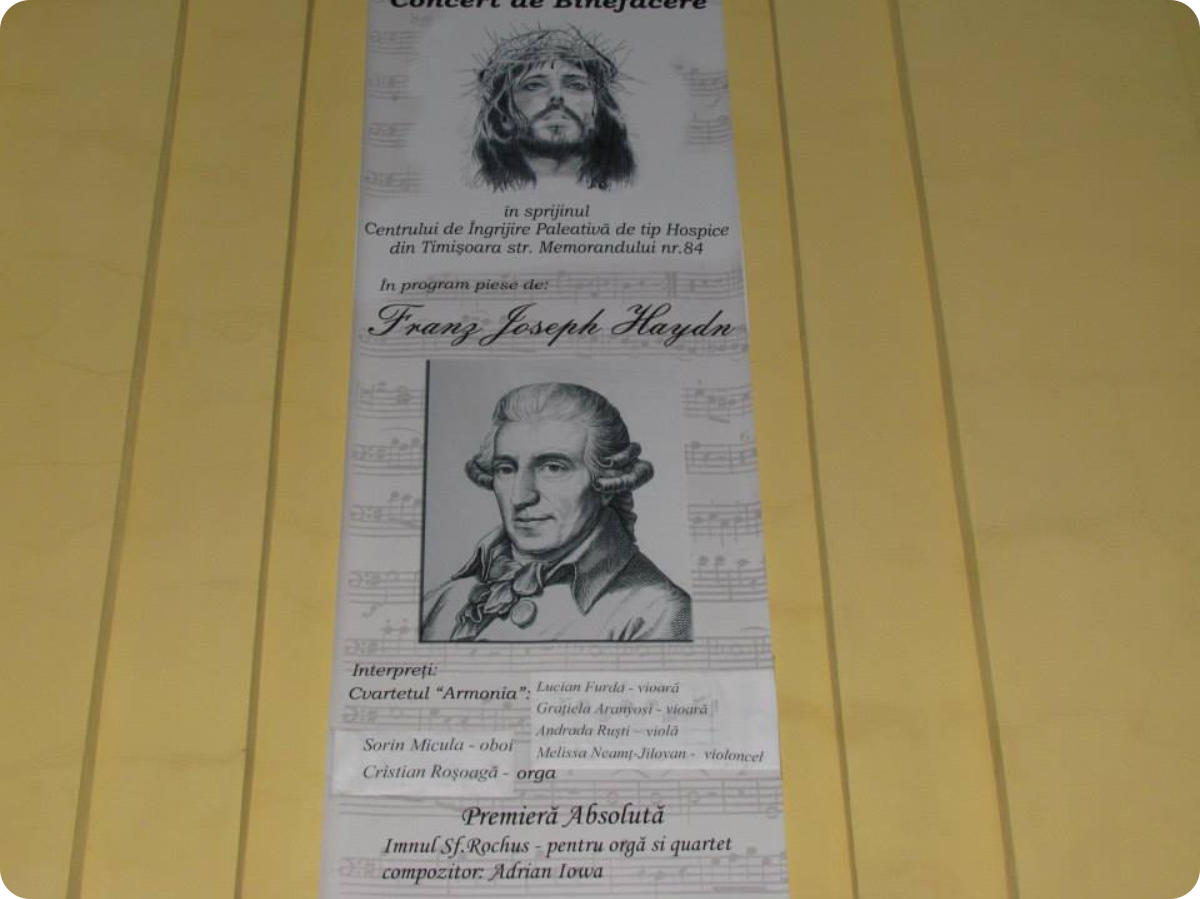 Concert de Binefacere
în sprijinul
Centrului de Îngrijire Paleativă de tip Hospice
din Timişoara str. Memorandului nr.84
În program piese de:
Franz Joseph Haydn
Interpreţi:
Cvartetul “Armonia”:
Lucian Furda - vioară
Graţiela Aranyosi - vioară
Andrada Ruşti - violă
Melissa Neamţ-Jilovan - violoncel
Sorin Micula - oboi
Cristian Roşoagă - orga
Premieră Absolută
Imnul Sf.Rochus - pentru orgă si quartet
compozitor: Adrian Iowa